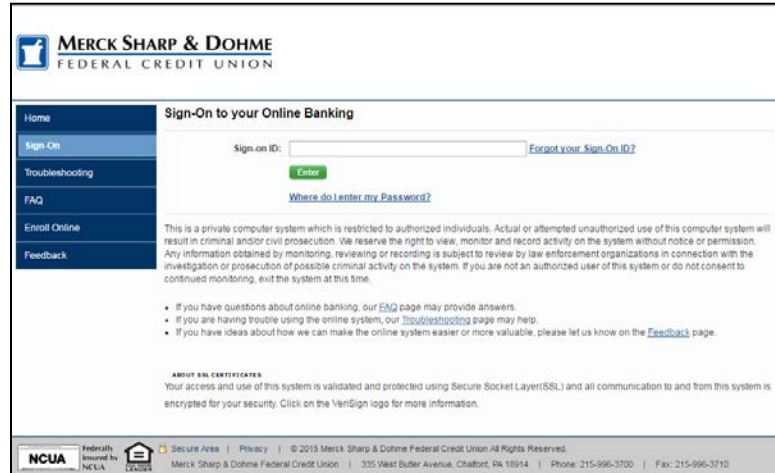 MERCK SHARP & DOHME
FEDERAL CREDIT UNION
Home
Sign-On
Troubleshooting
FAQ
Enroll Online
Feedback
Sign-On to your Online Banking
Sign-on ID:
Forgot your Sign-On ID?
Enter
Where do I enter my Password?
This is a private computer system which is restricted to authorized individuals. Actual or attempted unauthorized use of this computer system will
result in criminal and/or civil prosecution. We reserve the right to view, monitor and record activity on the system without notice or permission.
Any information obtained by monitoring, reviewing or recording is subject to review by law enforcement organizations in connection with the
investigation or prosecution of possible criminal activity on the system. If you are not an authorized user of this system or do not consent to
continued monitoring, exit the system at this time.
• If you have questions about online banking, our FAQ page may provide answers.
• If you are having trouble using the online system, our Troubleshooting page may help.
• If you have ideas about how we can make the online system easier or more valuable, please let us know on the Feedback page.
ABOUT SSL CERTIFICATES
Your access and use of this system is validated and protected using Secure Socket Layer(SSL) and all communication to and from this system is
encrypted for your security. Click on the VeriSign logo for more information.
NCUA
Federally
Insured by
NCUA
LENDER
Secure Area | Privacy | © 2015 Merck Sharp & Dohme Federal Credit Union All Rights Reserved.
Merck Sharp & Dohme Federal Credit Union | 335 West Butler Avenue, Chalfont, PA 18914 | Phone: 215-996-3700 | Fax: 215-996-3710